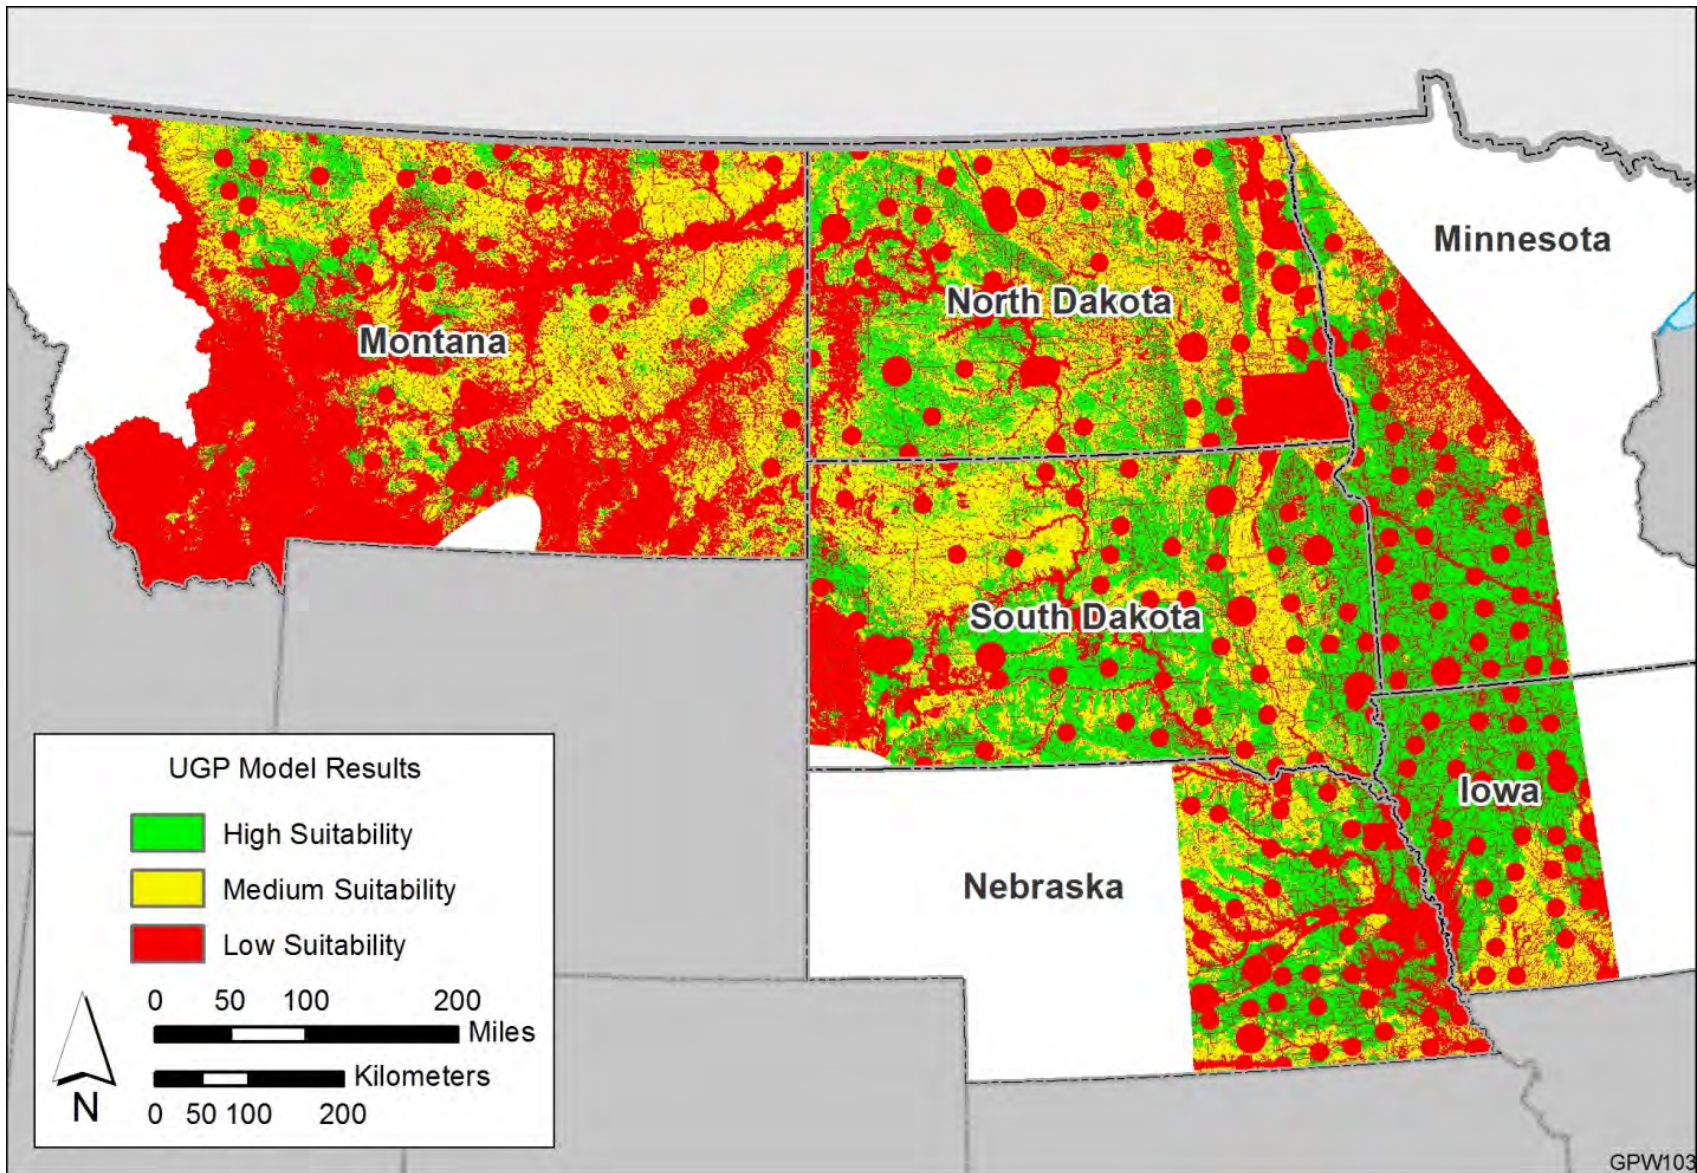 Minnesota
North Dakota
Montana
South Dakota
Iowa
Nebraska
UGP Model Results
High Suitability
Medium Suitability
Low Suitability
0 50 100 200
Miles
Kilometers
0 50 100 200
N
GPW103